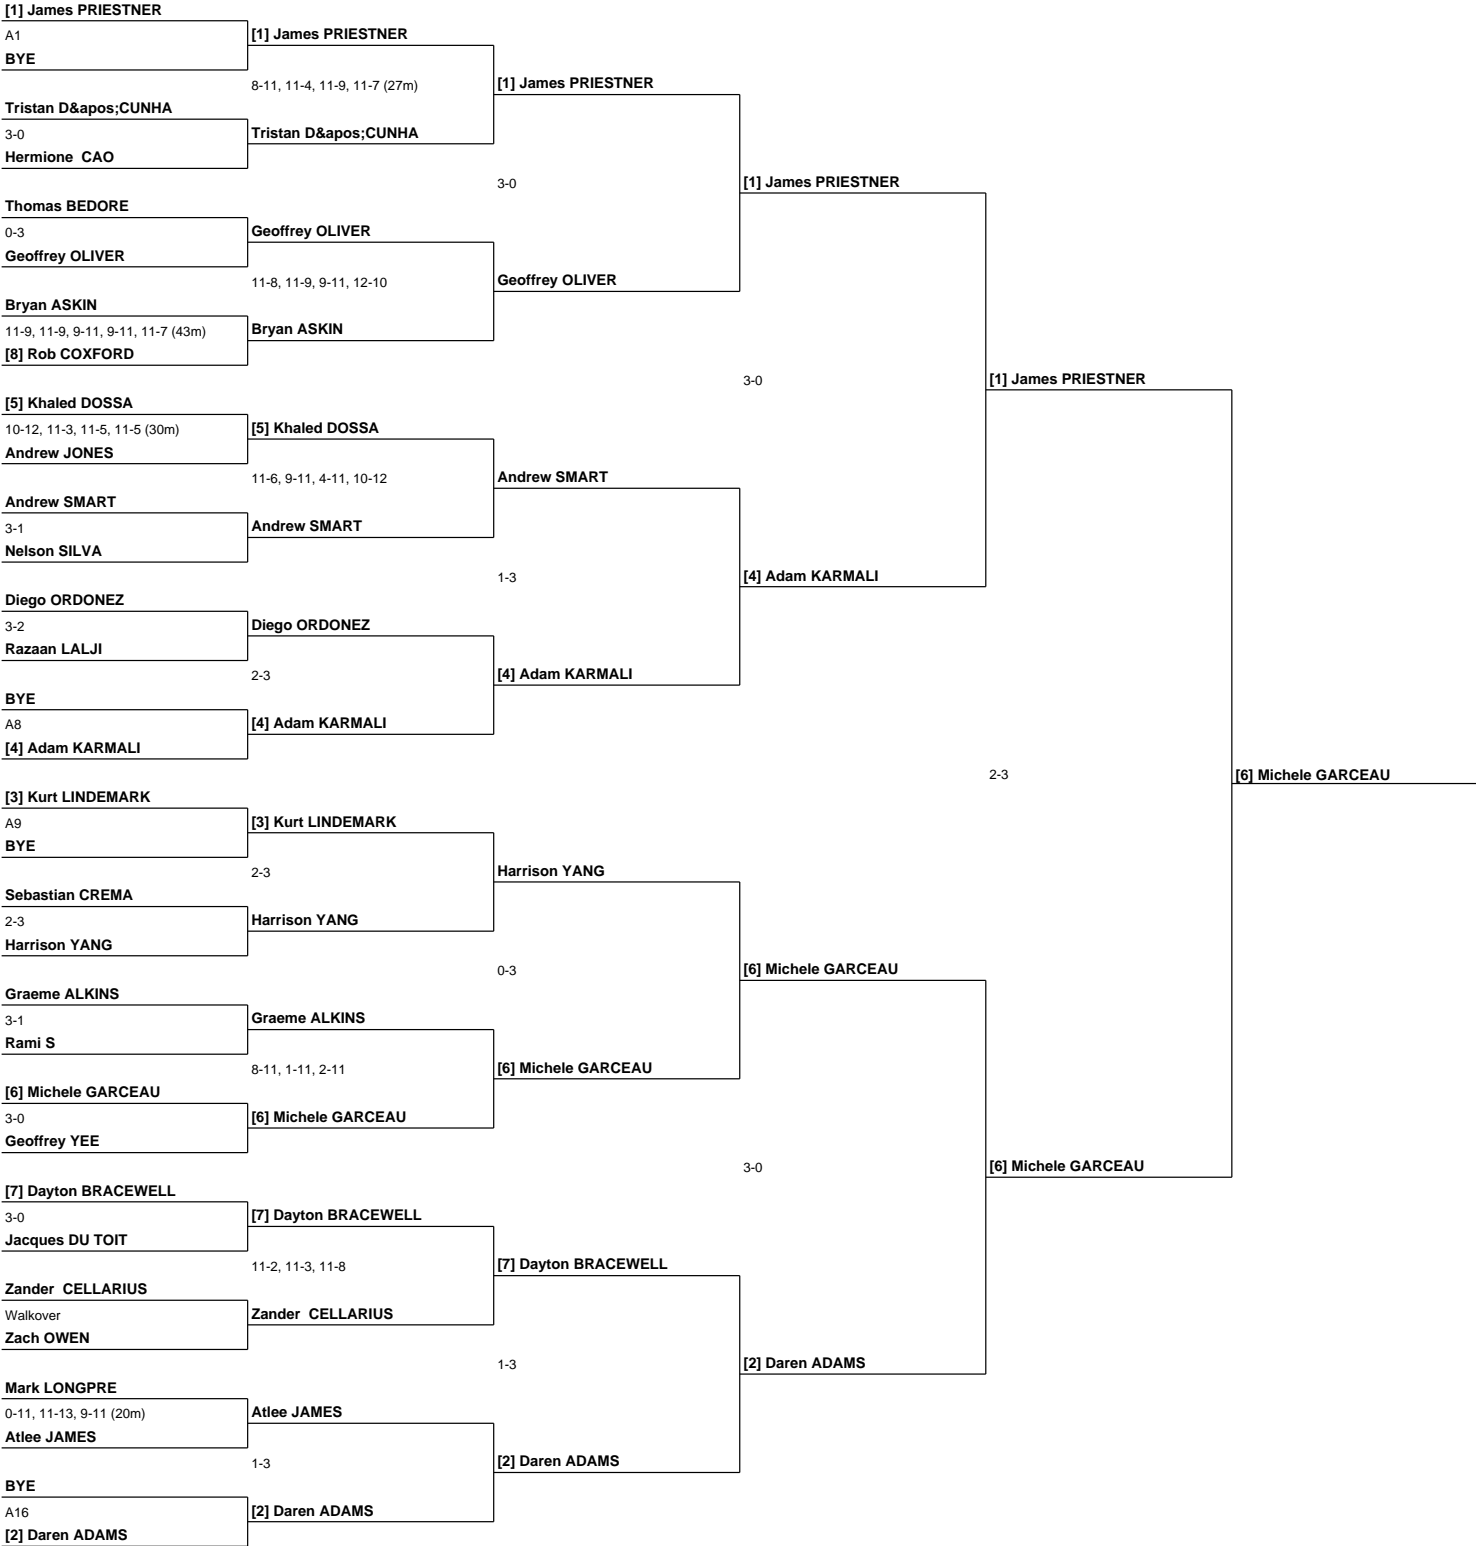 [1] James PRIESTNER
A1
BYE
Tristan D&apos;CUNHA
3-0
Hermione  CAO
Thomas BEDORE
0-3
Geoffrey OLIVER
Bryan ASKIN
11-9, 11-9, 9-11, 9-11, 11-7 (43m)
[8] Rob COXFORD
[5] Khaled DOSSA
10-12, 11-3, 11-5, 11-5 (30m)
Andrew JONES
Andrew SMART
3-1
Nelson SILVA
Diego ORDONEZ
3-2
Razaan LALJI
BYE
A8
[4] Adam KARMALI
[3] Kurt LINDEMARK
A9
BYE
Sebastian CREMA
2-3
Harrison YANG
Graeme ALKINS
3-1
Rami S
[6] Michele GARCEAU
3-0
Geoffrey YEE
[7] Dayton BRACEWELL
3-0
Jacques DU TOIT
Zander  CELLARIUS
Walkover
Zach OWEN
Mark LONGPRE
0-11, 11-13, 9-11 (20m)
Atlee JAMES
BYE
A16
[2] Daren ADAMS
[1] James PRIESTNER
8-11, 11-4, 11-9, 11-7 (27m)
Tristan D&apos;CUNHA
Geoffrey OLIVER
11-8, 11-9, 9-11, 12-10
Bryan ASKIN
[5] Khaled DOSSA
11-6, 9-11, 4-11, 10-12
Andrew SMART
Diego ORDONEZ
2-3
[4] Adam KARMALI
[3] Kurt LINDEMARK
2-3
Harrison YANG
Graeme ALKINS
8-11, 1-11, 2-11
[6] Michele GARCEAU
[7] Dayton BRACEWELL
11-2, 11-3, 11-8
Zander  CELLARIUS
Atlee JAMES
1-3
[2] Daren ADAMS
[1] James PRIESTNER
3-0
Geoffrey OLIVER
Andrew SMART
1-3
[4] Adam KARMALI
Harrison YANG
0-3
[6] Michele GARCEAU
[7] Dayton BRACEWELL
1-3
[2] Daren ADAMS
[1] James PRIESTNER
3-0
[4] Adam KARMALI
[6] Michele GARCEAU
3-0
[2] Daren ADAMS
[1] James PRIESTNER
2-3
[6] Michele GARCEAU
[6] Michele GARCEAU